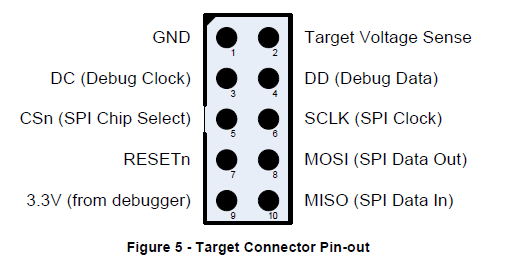 GND 1 2 Target Voltage Sense
DC (Debug Clock) 3 4 DD (Debug Data)
CSn (SPI Chip Select) 5 6 SCLK (SPI Clock)
RESETn 7 8 MOSI (SPI Data Out)
3.3V (from debugger) 9 10 MISO (SPI Data In)
Figure 5 - Target Connector Pin-out